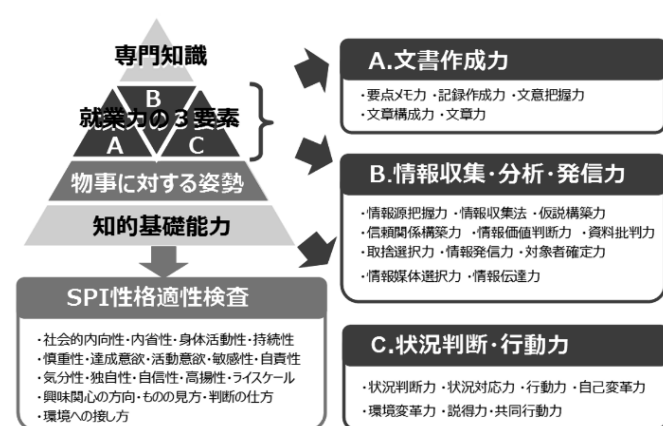 専門知識
B
就業力の3要素
A
C
物事に対する姿勢
知的基礎能力
SPI性格適性検査
・社会的内向性・内省性・身体活動性・持続性
・慎重性・達成意欲・活動意欲・敏感性・自責性
・気分性・独自性・自信性・高揚性・ライスケール
・興味関心の方向・ものの見方・判断の仕方
・環境への接し方
A.文書作成力
・要点メモ力・記録作成力・文意把握力
・文章構成力・文章力
B.情報収集・分析・発信力
・情報源把握力・情報収集法・仮説構築力
・信頼関係構築力・情報価値判断力・資料批判力
・取捨選択力・情報発信力・対象者確定力
・情報媒体選択力・情報伝達力
C.状況判断・行動力
・状況判断力・状況対応力・行動力・自己変革力
・環境変革力・説得力・共同行動力